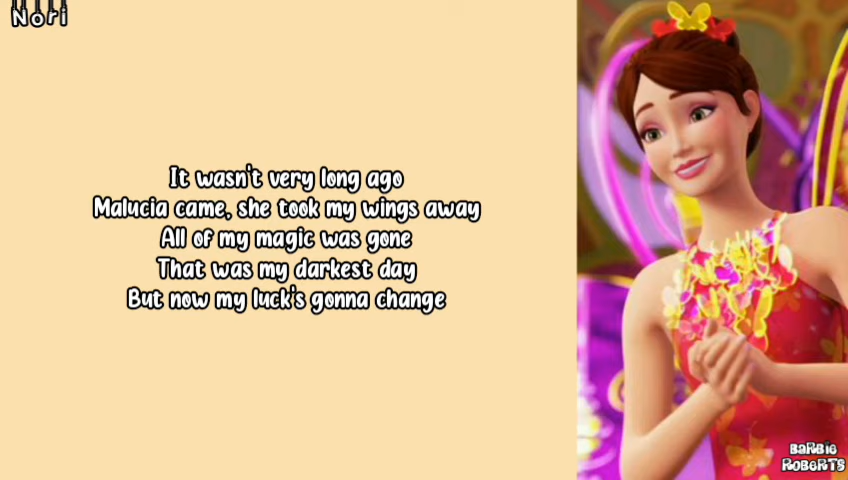 Nori
It wasn't very long ago
Malucia came, she took my wings away
All of my magic was gone
That was my darkest day
But now my luck's gonna change
BaRBie
RoBeRTS